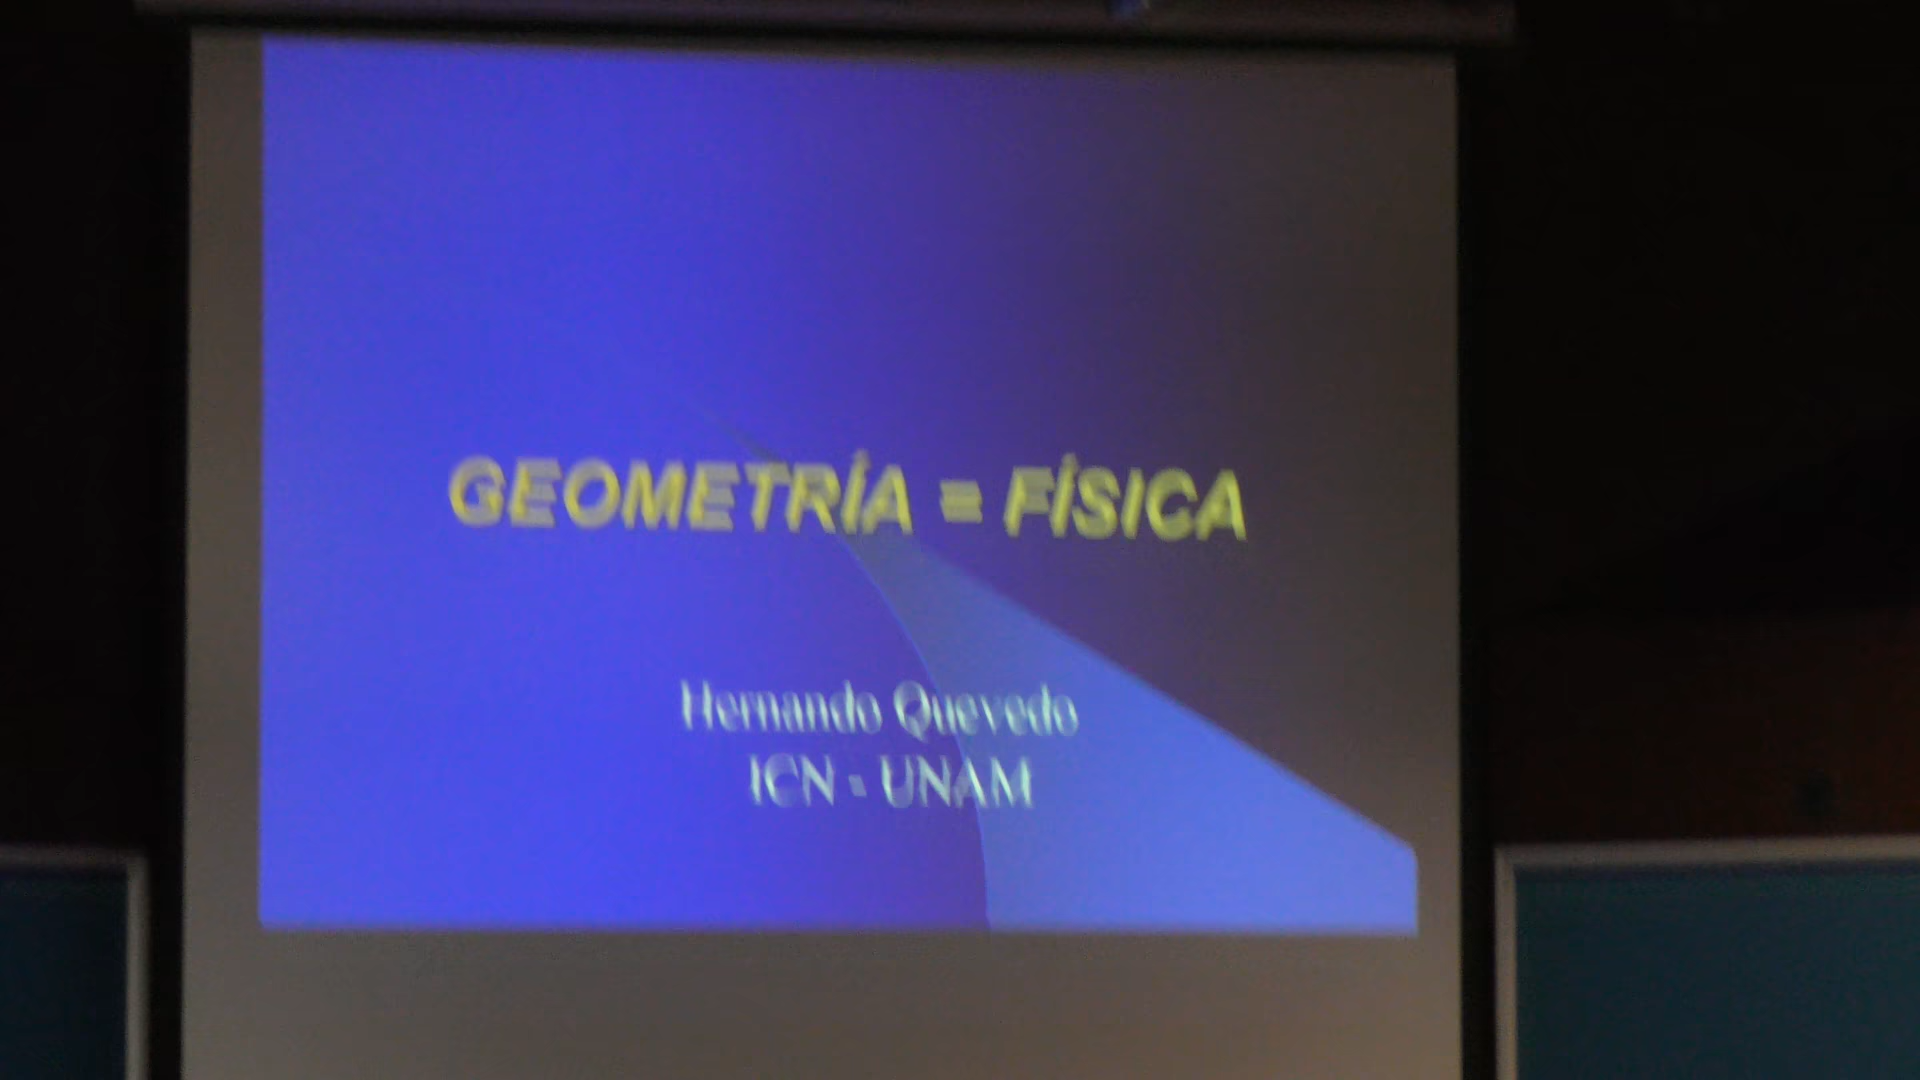 GEOMETRÍA = FÍSICA
Hernando Quevedo
ICN - UNAM